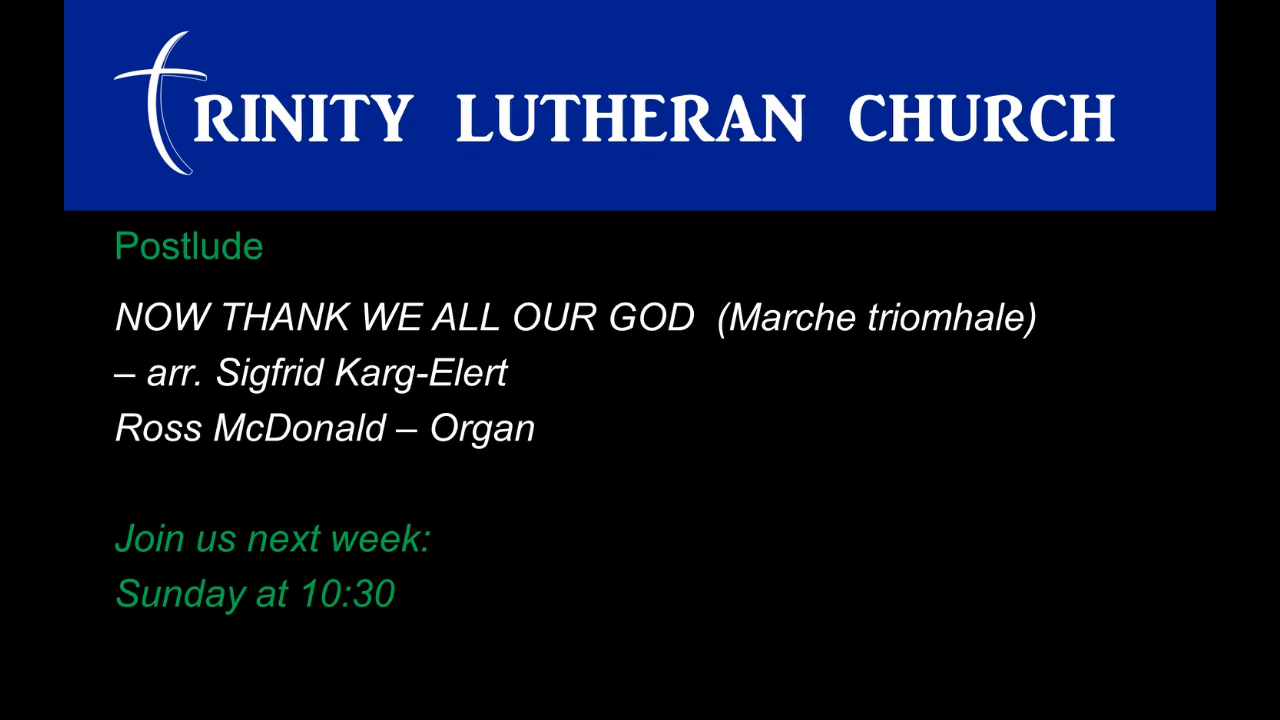 TRINITY LUTHERAN CHURCH
Postlude
NOW THANK WE ALL OUR GOD (Marche triomhale)
– arr. Sigfrid Karg-Elert
Ross McDonald – Organ
Join us next week:
Sunday at 10:30